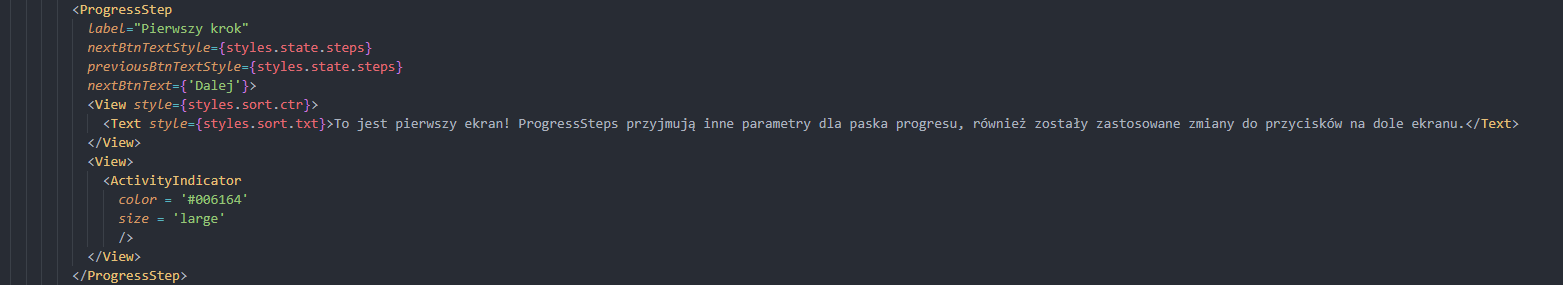 <ProgressStep
label="Pierwszy krok"
nextBtnTextStyle={styles.state.steps}
previousBtnTextStyle={styles.state.steps}
nextBtnText={'Dalej'}>
<View style={styles.sort.ctr}>
<Text style={styles.sort.txt}>To jest pierwszy ekran! ProgressSteps przyjmują inne parametry dla paska progresu, również zostały zastosowane zmiany do przycisków na dole ekranu.</Text>
</View>
<View>
<ActivityIndicator
color = '#006164'
size = 'large'
/>
</View>
</ProgressStep>